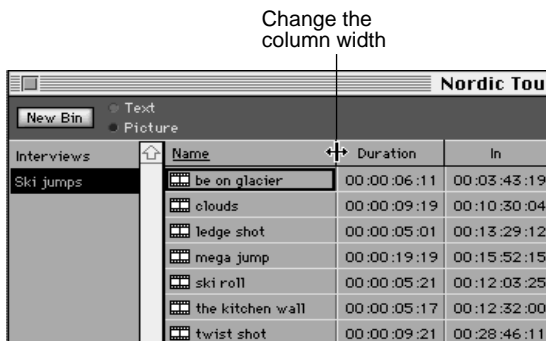 Change the
column width
Nordic Tou
New Bin
Text
Picture
Interviews
Ski jumps
Name Duration In
be on glacier 00:00:06:11 00:03:43:19
clouds 00:00:09:19 00:10:30:04
ledge shot 00:00:05:01 00:13:29:12
mega jump 00:00:19:19 00:15:52:15
ski roll 00:00:05:21 00:12:03:25
the kitchen wall 00:00:05:17 00:12:32:00
twist shot 00:00:09:21 00:28:46:11